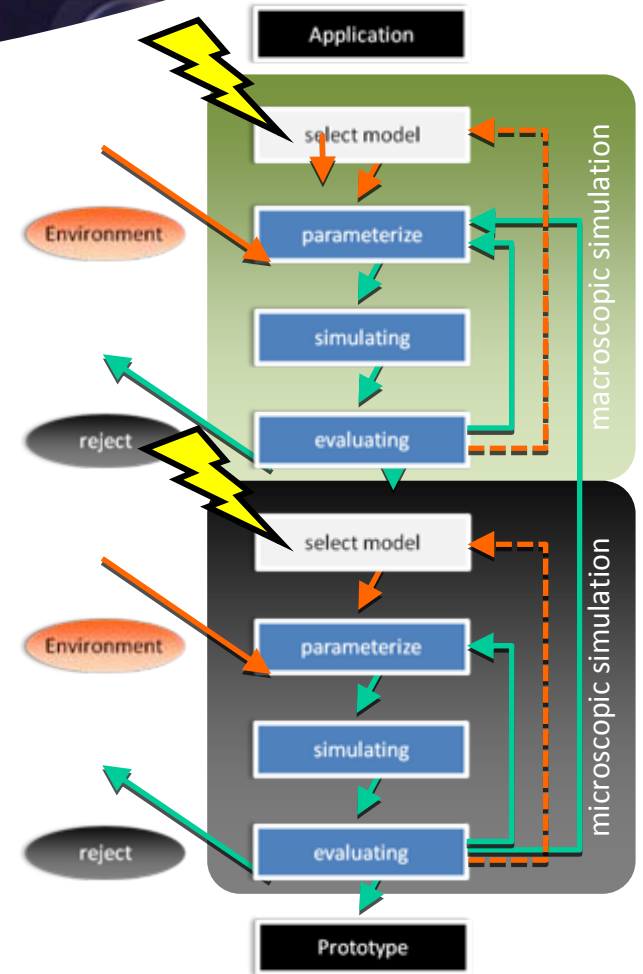 Application
select model
Environment
parameterize
simulating
reject
evaluating
macroscopic simulation
select model
Environment
parameterize
simulating
reject
evaluating
microscopic simulation
Prototype